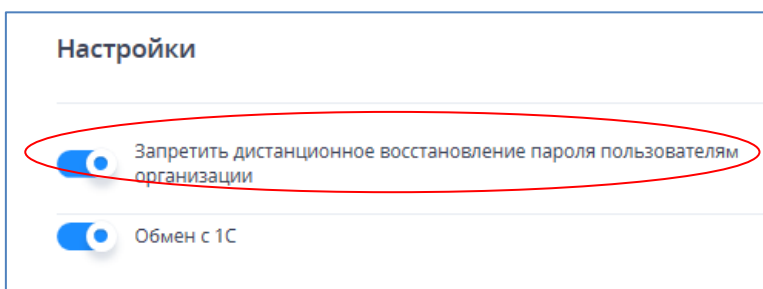 Настройки
Запретить дистанционное восстановление пароля пользователям
организации
Обмен с 1С